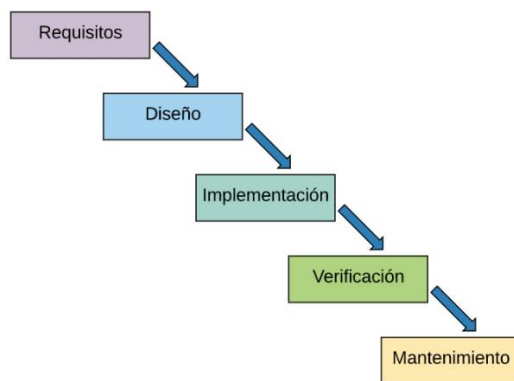 Requisitos
Diseño
Implementación
Verificación
Mantenimiento